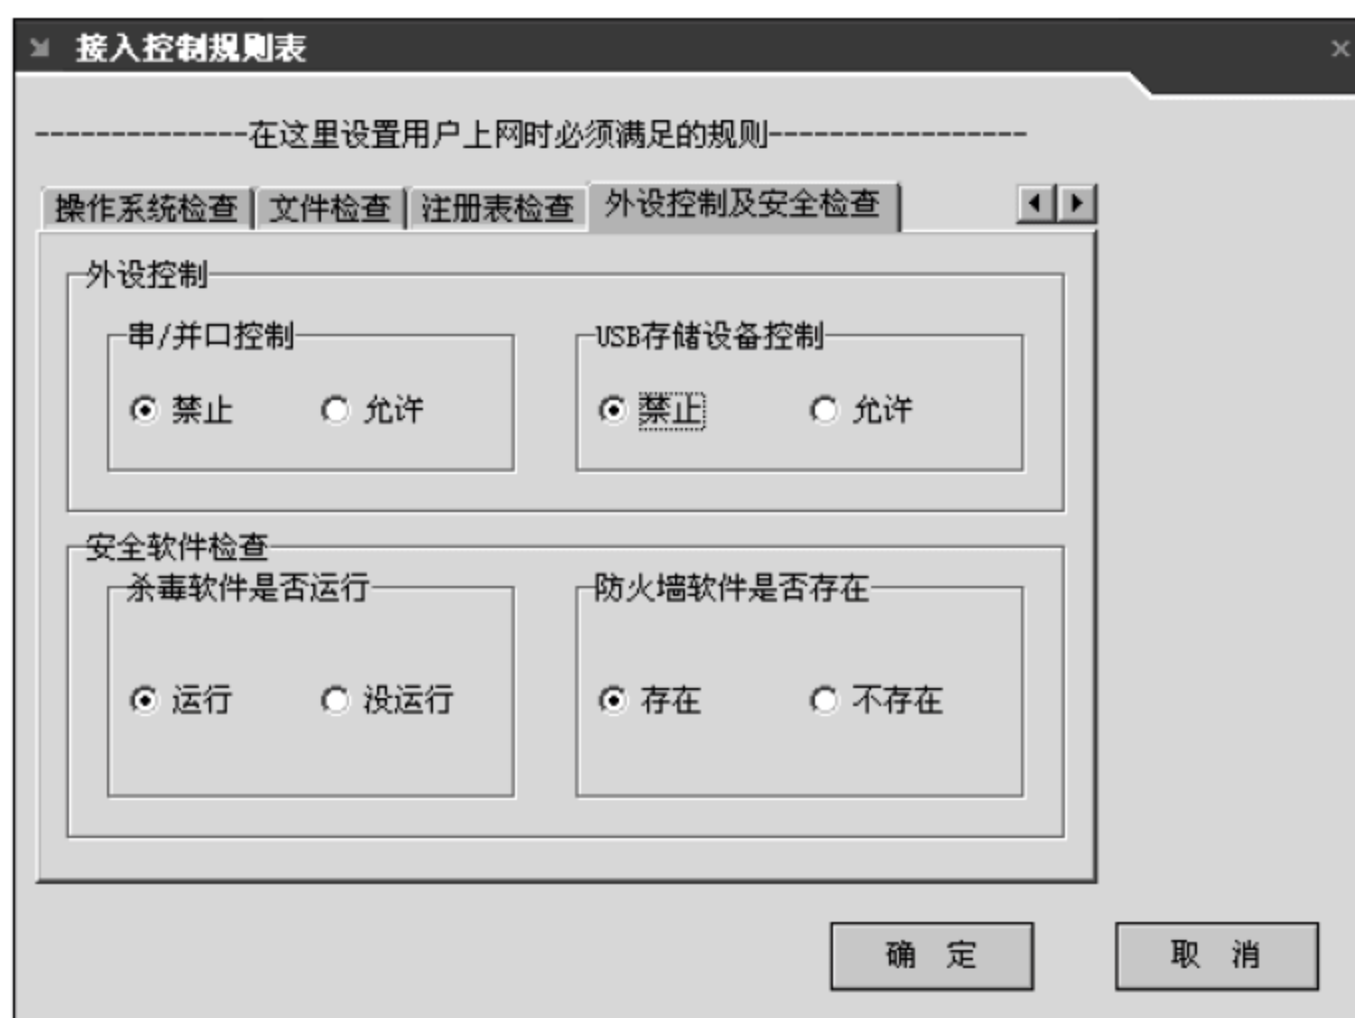 接入控制规则表
--------------在这里设置用户上网时必须满足的规则-----------------
操作系统检查 文件检查 注册表检查 外设控制及安全检查
外设控制
串/并口控制 USB存储设备控制
禁止 允许 禁止 允许
安全软件检查
杀毒软件是否运行 防火墙软件是否存在
运行 没运行 存在 不存在
确 定 取 消